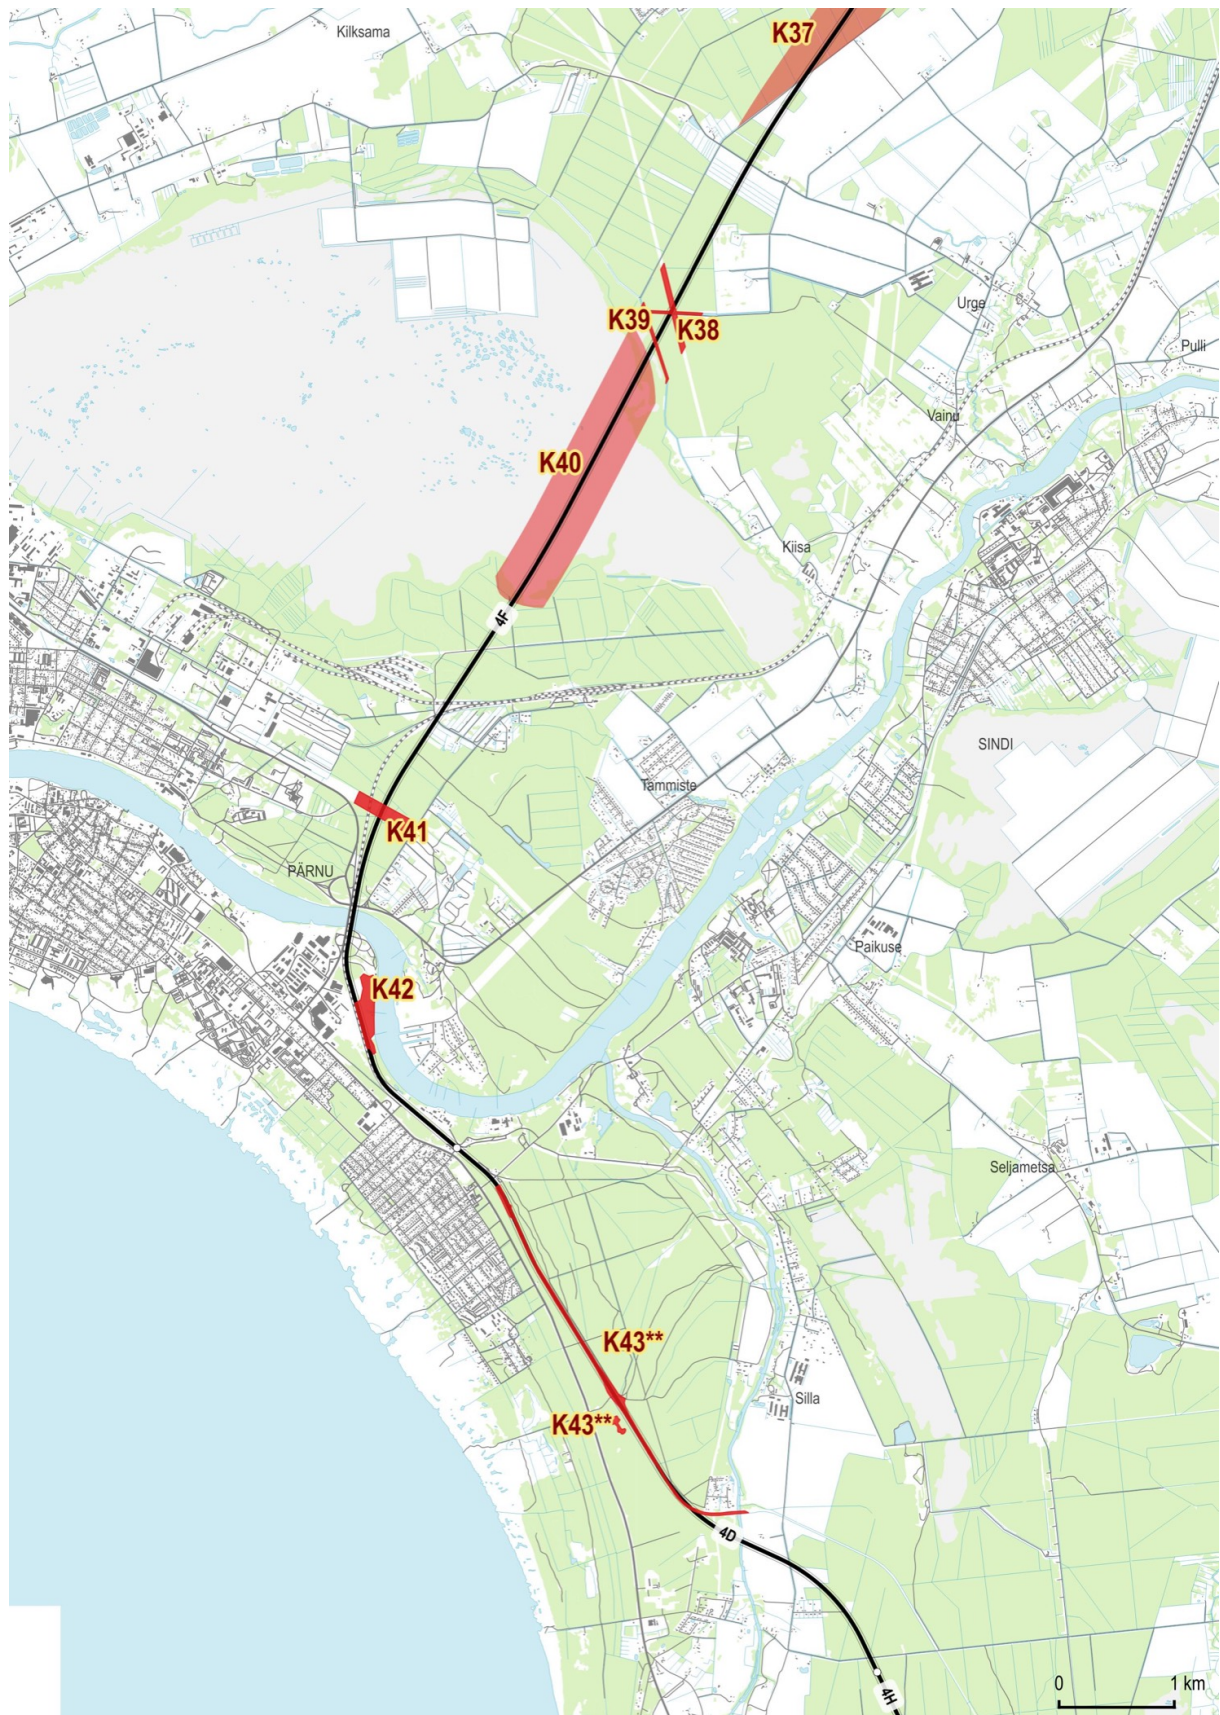 Kilksama
K37
Urge
K39
K38
Pulli
Vainu
K40
Kiisa
4F
SINDI
Tammiste
K41
PÄRNU
Paikuse
K42
Seljametsa
K43**
Silla
K43**
4D
0 1 km
4H